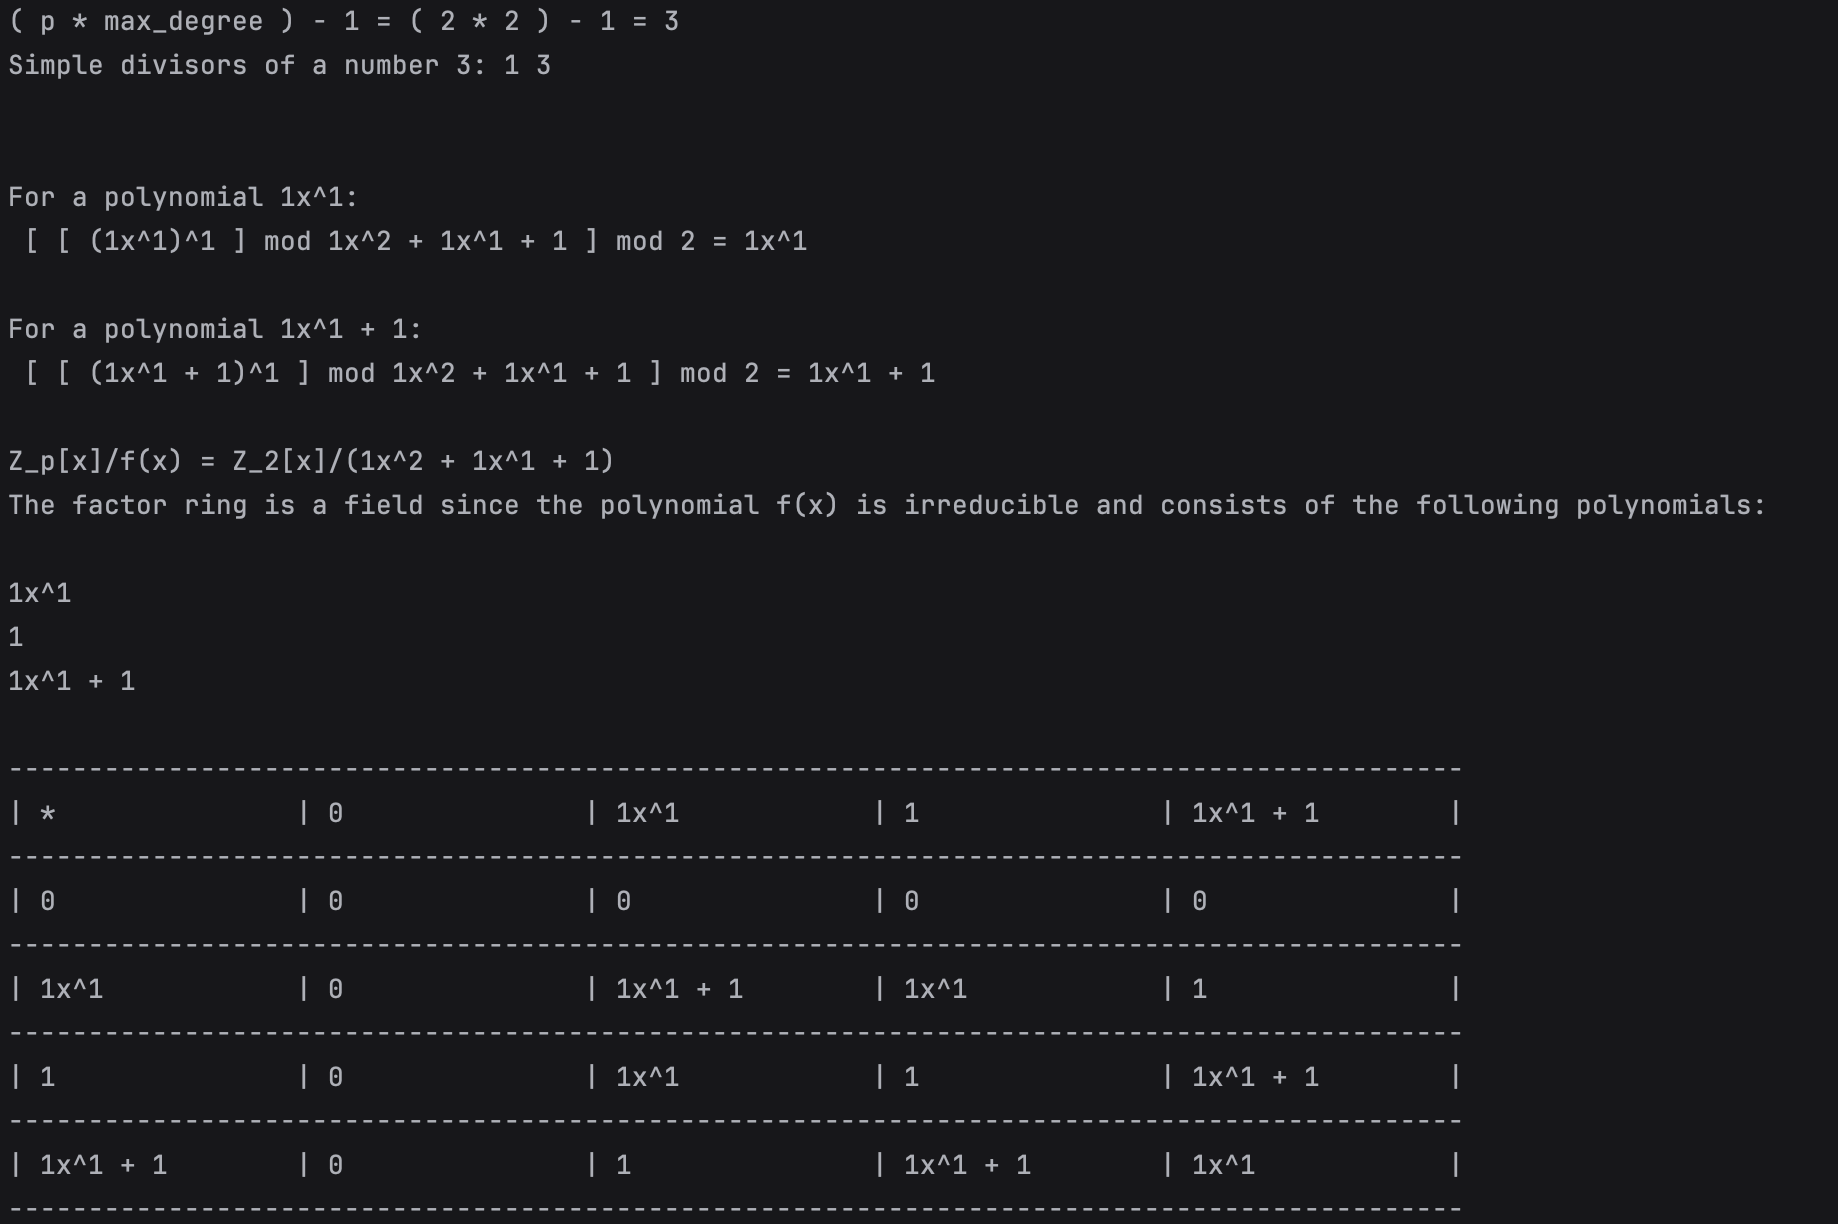 ( p * max_degree ) - 1 = ( 2 * 2 ) - 1 = 3
Simple divisors of a number 3: 1 3
For a polynomial 1x^1:
[ [ (1x^1)^1 ] mod 1x^2 + 1x^1 + 1 ] mod 2 = 1x^1
For a polynomial 1x^1 + 1:
[ [ (1x^1 + 1)^1 ] mod 1x^2 + 1x^1 + 1 ] mod 2 = 1x^1 + 1
Z_p[x]/f(x) = Z_2[x]/(1x^2 + 1x^1 + 1)
The factor ring is a field since the polynomial f(x) is irreducible and consists of the following polynomials:
1x^1
1
1x^1 + 1
-------------------------------------------------------------------------------------------
| * | 0 | 1x^1 | 1 | 1x^1 + 1 |
-------------------------------------------------------------------------------------------
| 0 | 0 | 0 | 0 | 0 |
-------------------------------------------------------------------------------------------
| 1x^1 | 0 | 1x^1 + 1 | 1x^1 | 1 |
-------------------------------------------------------------------------------------------
| 1 | 0 | 1x^1 | 1 | 1x^1 + 1 |
-------------------------------------------------------------------------------------------
| 1x^1 + 1 | 0 | 1 | 1x^1 + 1 | 1x^1 |
-------------------------------------------------------------------------------------------